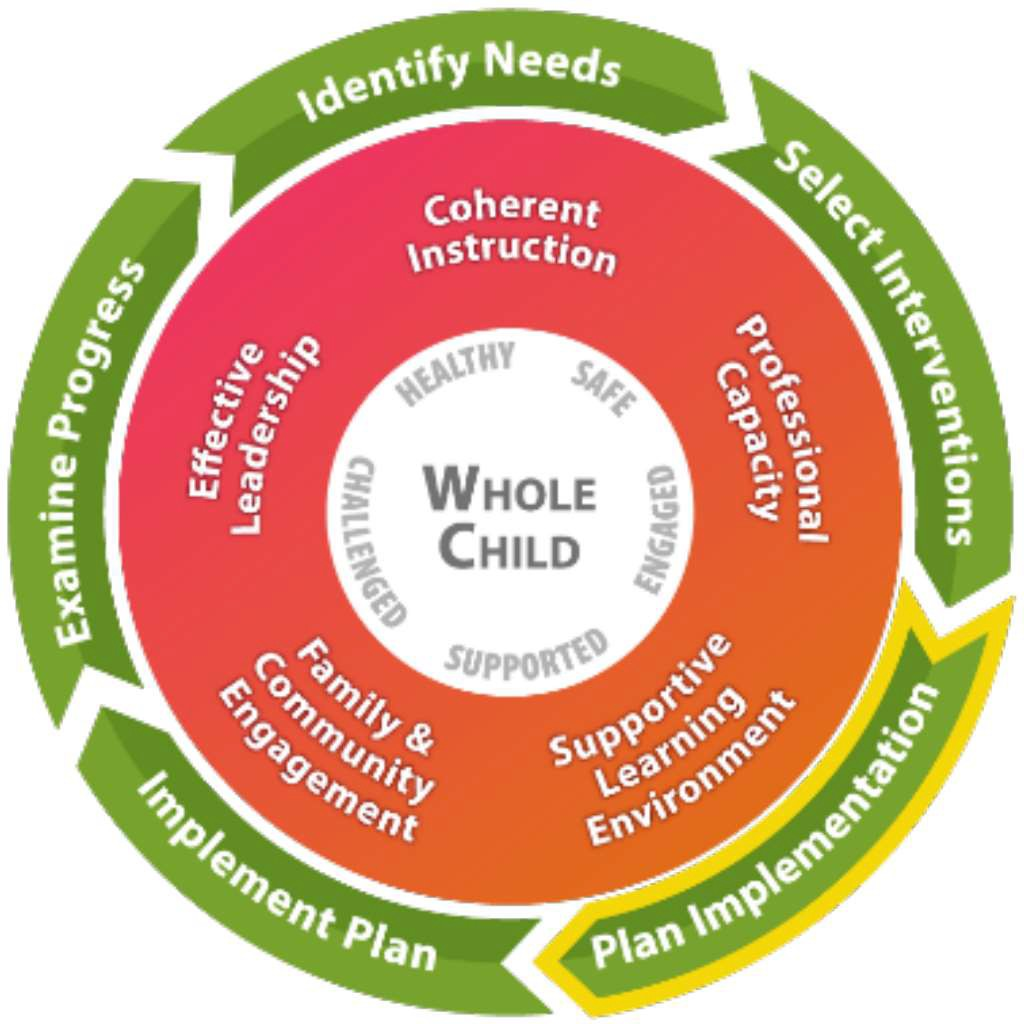 Identify Needs
Select Interventions
Plan Implementation
Implement Plan
Examine Progress
Coherent
Instruction
Professional
Capacity
Supportive
Learning
Environment
Family &
Community
Engagement
Effective
Leadership
HEALTHY
SAFE
ENGAGED
SUPPORTED
CHALLENGED
WHOLE
CHILD